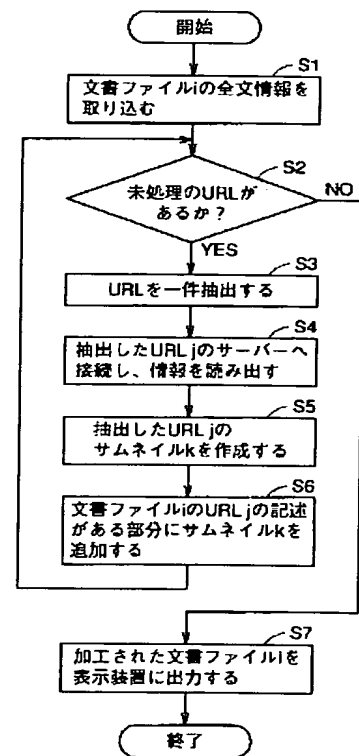 開始
S1
文書ファイルiの全文情報を
取り込む
S2
未処理のURLが
あるか?
NO
YES
S3
URLを一件抽出する
S4
抽出したURLjのサーバーへ
接続し、情報を読み出す
S5
抽出したURLjの
サムネイルkを作成する
S6
文書ファイルiのURLjの記述
がある部分にサムネイルkを
追加する
S7
加工された文書ファイルiを
表示装置に出力する
終了